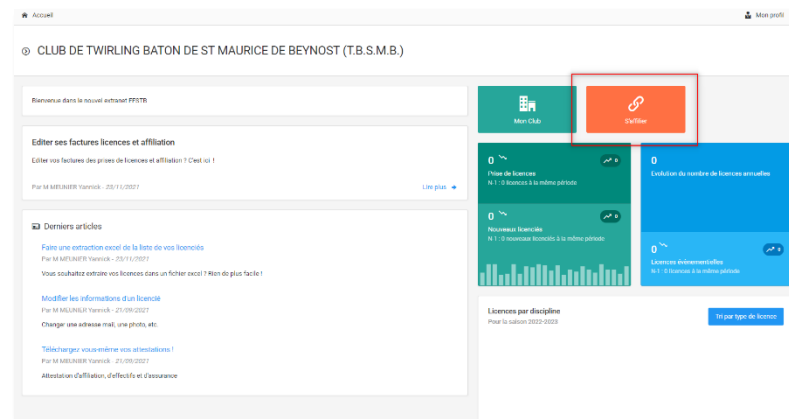 Accueil
Mon profil
CLUB DE TWIRLING BATON DE ST MAURICE DE BEYNOST (T.B.S.M.B.)
Bienvenue dans le nouvel extranet FFSTB
Mon Club
S'affilier
Editer ses factures licences et affiliation
Editer vos factures des prises de licences et affiliation ? C'est ici !
Par M MEUNIER Yannick - 23/11/2021
Lire plus
0
0
Prise de licences
N-1 : 0 licences à la même période
0
Evolution du nombre de licences annuelles
0
0
Nouveaux licenciés
N-1 : 0 nouveaux licenciés à la même période
0
0
Licences évènementielles
N-1 : 0 licences à la même période
Derniers articles
Faire une extraction excel de la liste de vos licenciés
Par M MEUNIER Yannick - 23/11/2021
Vous souhaitez extraire vos licences dans un fichier excel ? Rien de plus facile !
Modifier les informations d'un licencié
Par M MEUNIER Yannick - 21/09/2021
Changer une adresse mail, une photo, etc.
Téléchargez vous-même vos attestations !
Par M MEUNIER Yannick - 21/09/2021
Attestation d'affiliation, d'effectifs et d'assurance
Licences par discipline
Pour la saison 2022-2023
Tri par type de licence